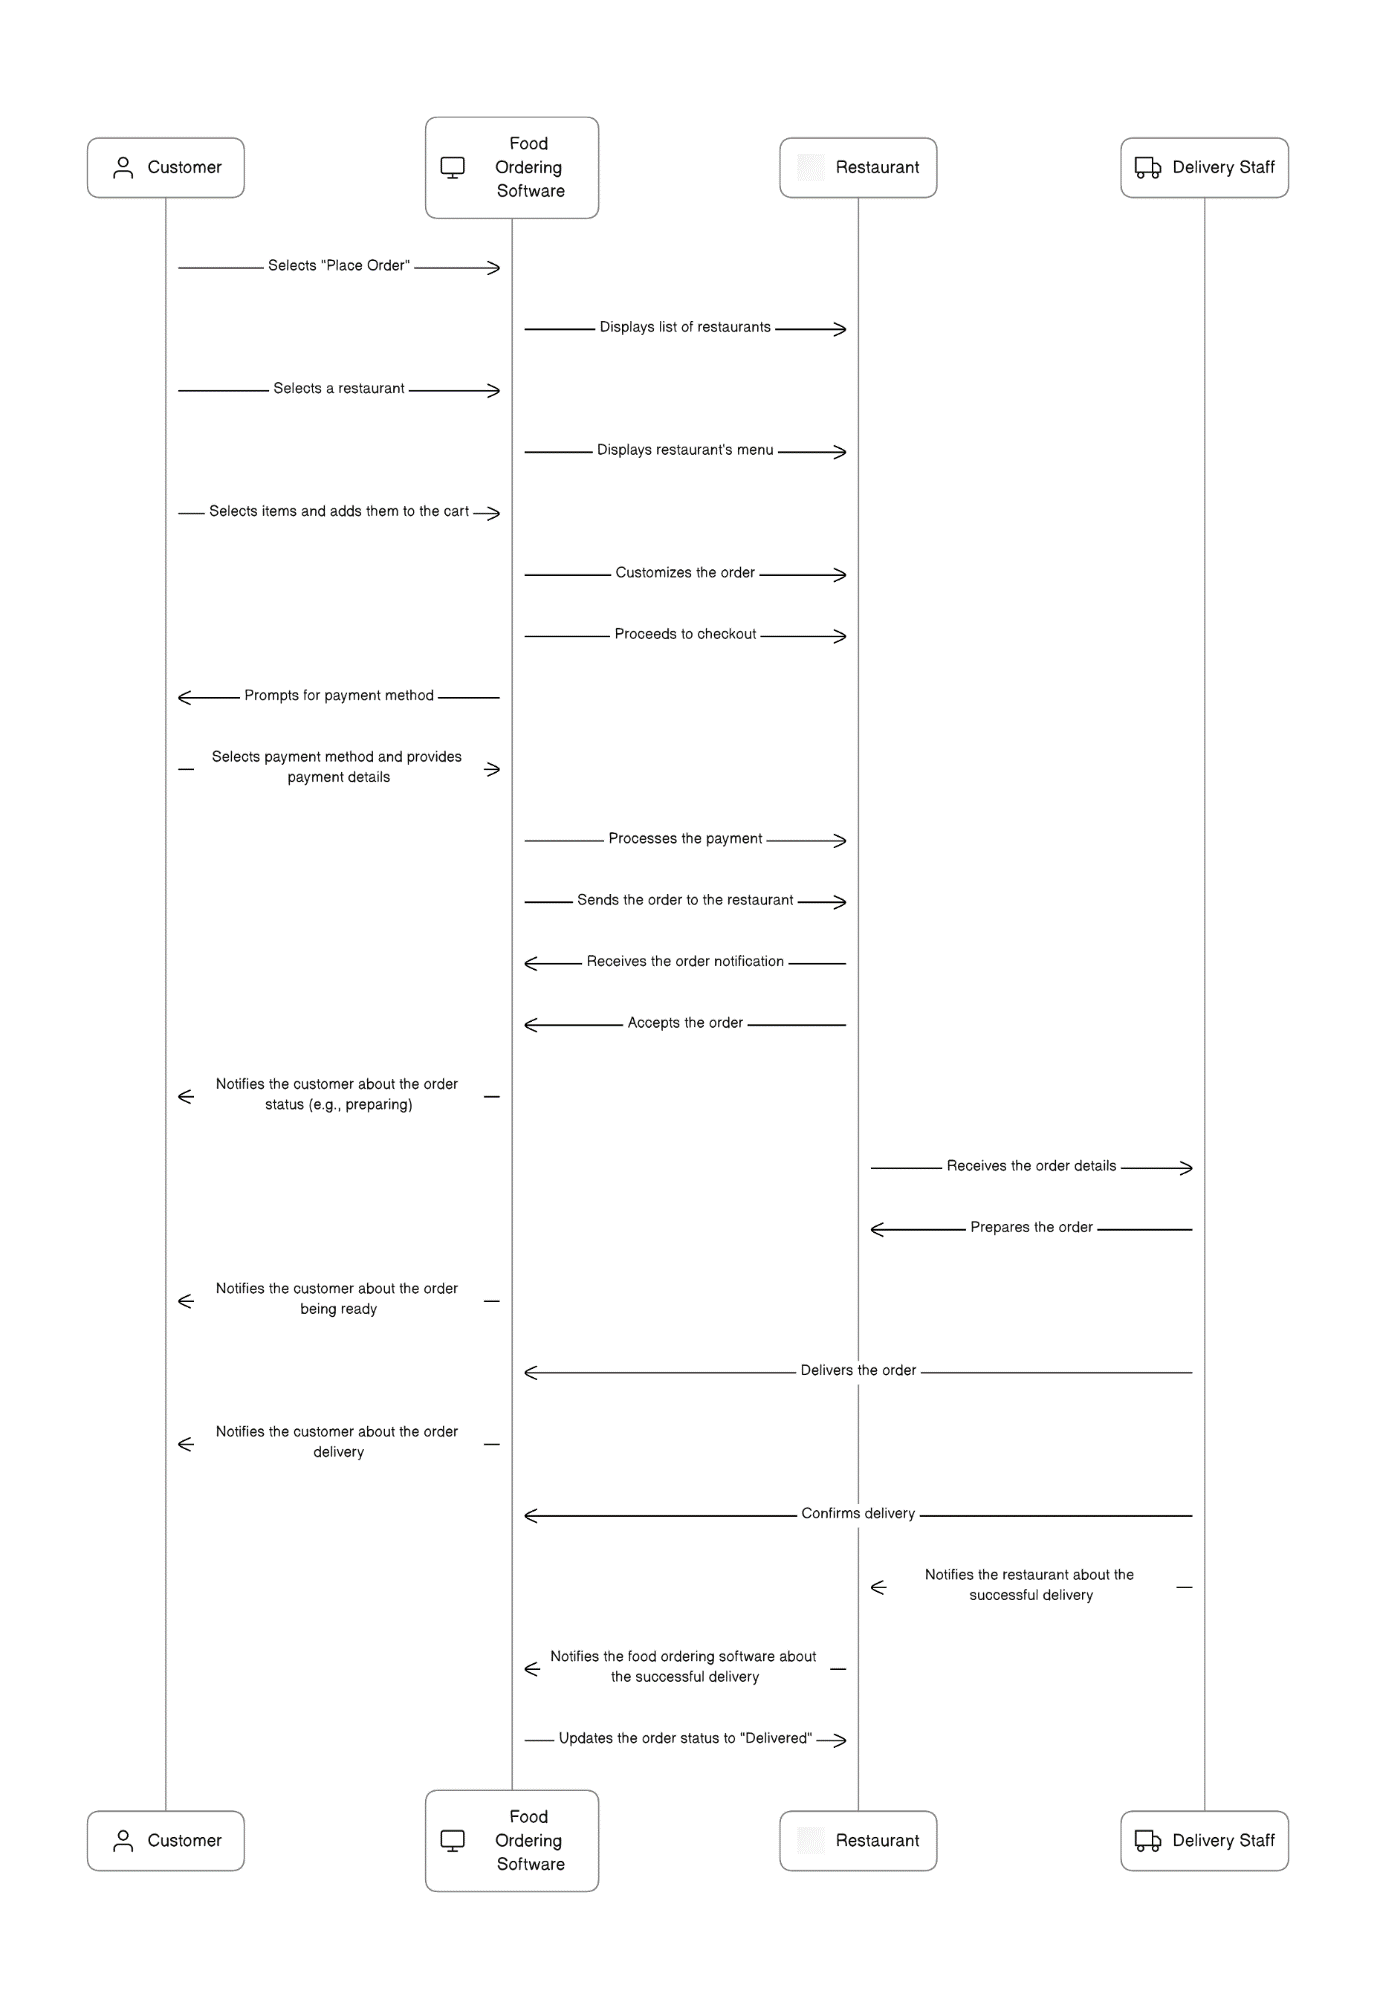 Customer
Food
Ordering
Software
Restaurant
Delivery Staff
Selects "Place Order"
Displays list of restaurants
Selects a restaurant
Displays restaurant's menu
Selects items and adds them to the cart
Customizes the order
Proceeds to checkout
Prompts for payment method
Selects payment method and provides
payment details
Processes the payment
Sends the order to the restaurant
Receives the order notification
Accepts the order
Notifies the customer about the order
status (e.g., preparing)
Receives the order details
Prepares the order
Notifies the customer about the order
being ready
Delivers the order
Notifies the customer about the order
delivery
Confirms delivery
Notifies the restaurant about the
successful delivery
Notifies the food ordering software about
the successful delivery
Updates the order status to "Delivered"
Customer
Food
Ordering
Software
Restaurant
Delivery Staff